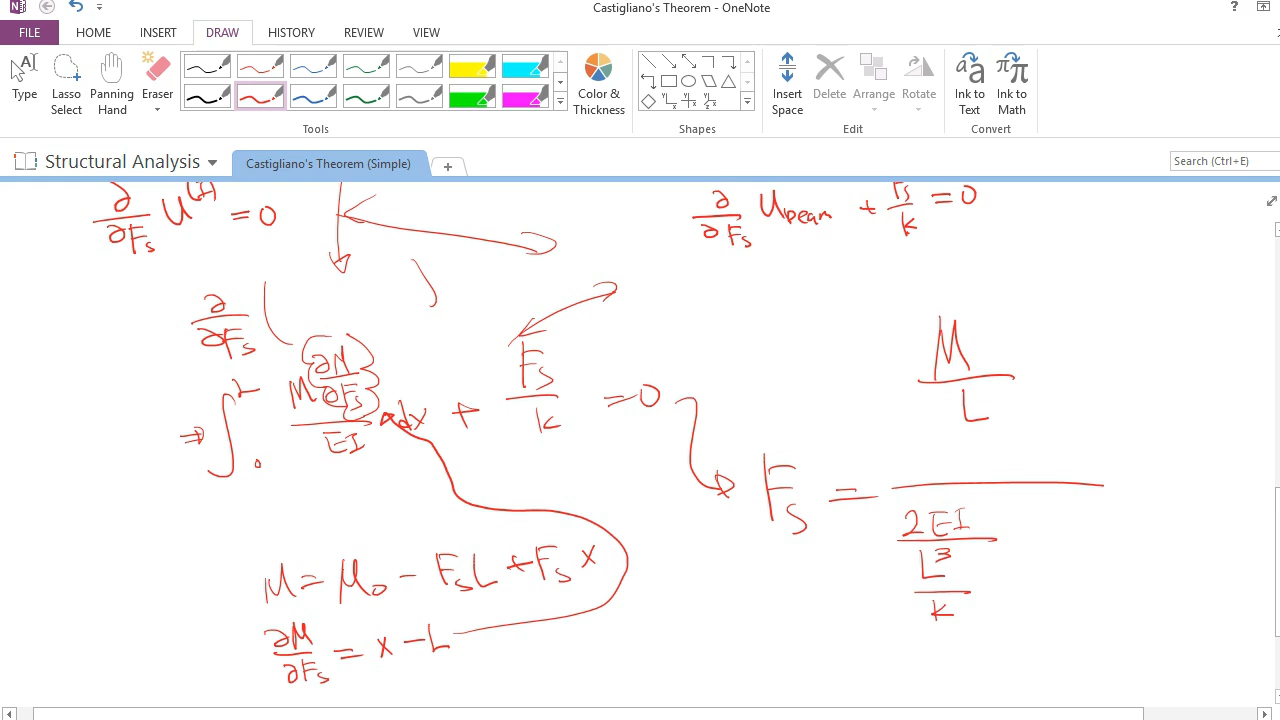 Castigliano's Theorem - OneNote
FILE HOME INSERT DRAW HISTORY REVIEW VIEW
Type Lasso Select Panning Hand Eraser
Color & Thickness
Insert Space Delete Arrange Rotate
Ink to Text Ink to Math
Tools Shapes Edit Convert
Structural Analysis Castigliano's Theorem (Simple) + Search (Ctrl+E)
∂/∂Fs U = 0
∂/∂Fs Ubeam + Fs/k = 0
∂/∂Fs
⇒ ∫₀ᴸ M (∂M/∂Fs)/EI dx + Fs/k = 0
M/L
Fs =
2EI
L³
k
M = M₀ - FsL + Fs x
∂M/∂Fs = x - L